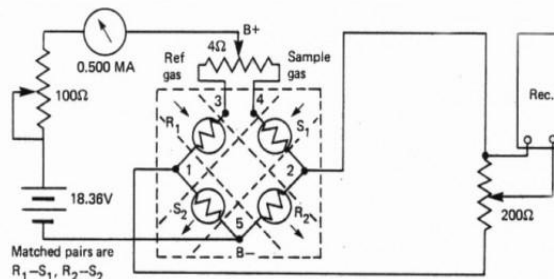 B+
4Ω
0.500 MA
Ref
gas
Sample
gas
100Ω
3
4
R₁
S₁
Rec.
1
2
18.36V
S₂
R₂
5
200Ω
B–
Matched pairs are
R₁–S₁, R₂–S₂